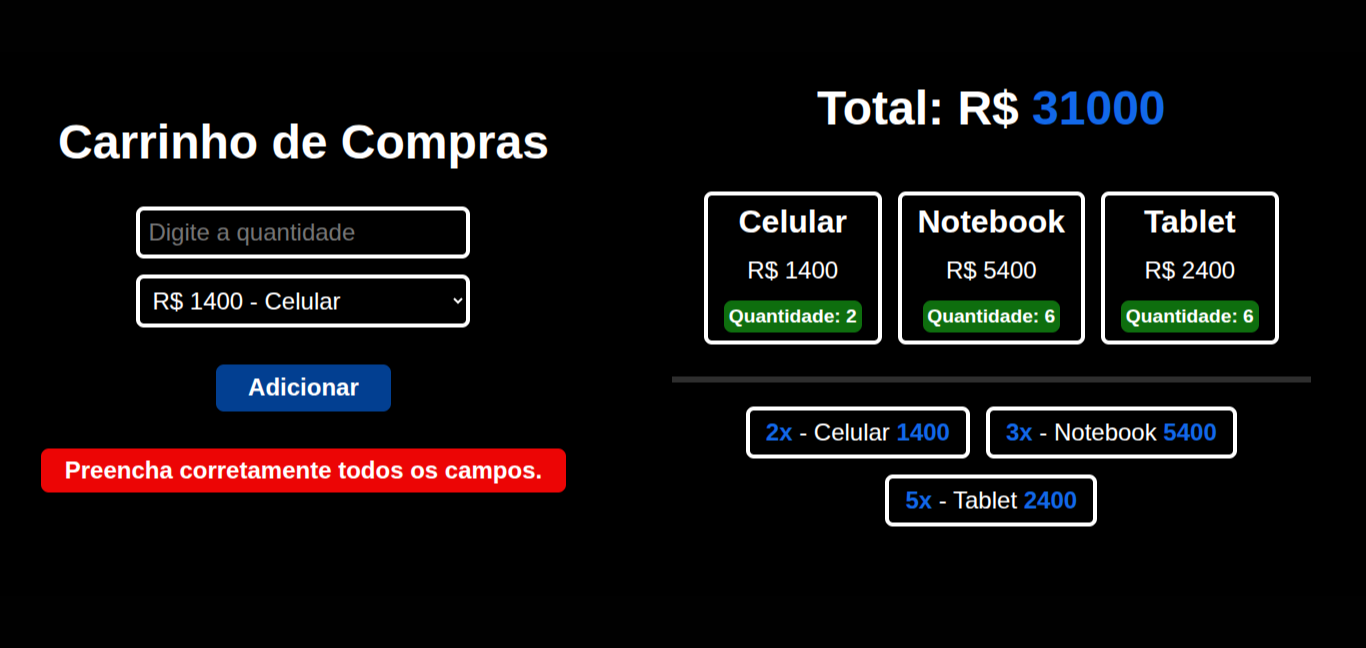 Carrinho de Compras
Digite a quantidade
R$ 1400 - Celular
Adicionar
Preencha corretamente todos os campos.
Total: R$ 31000
Celular
R$ 1400
Quantidade: 2
Notebook
R$ 5400
Quantidade: 6
Tablet
R$ 2400
Quantidade: 6
2x - Celular 1400
3x - Notebook 5400
5x - Tablet 2400